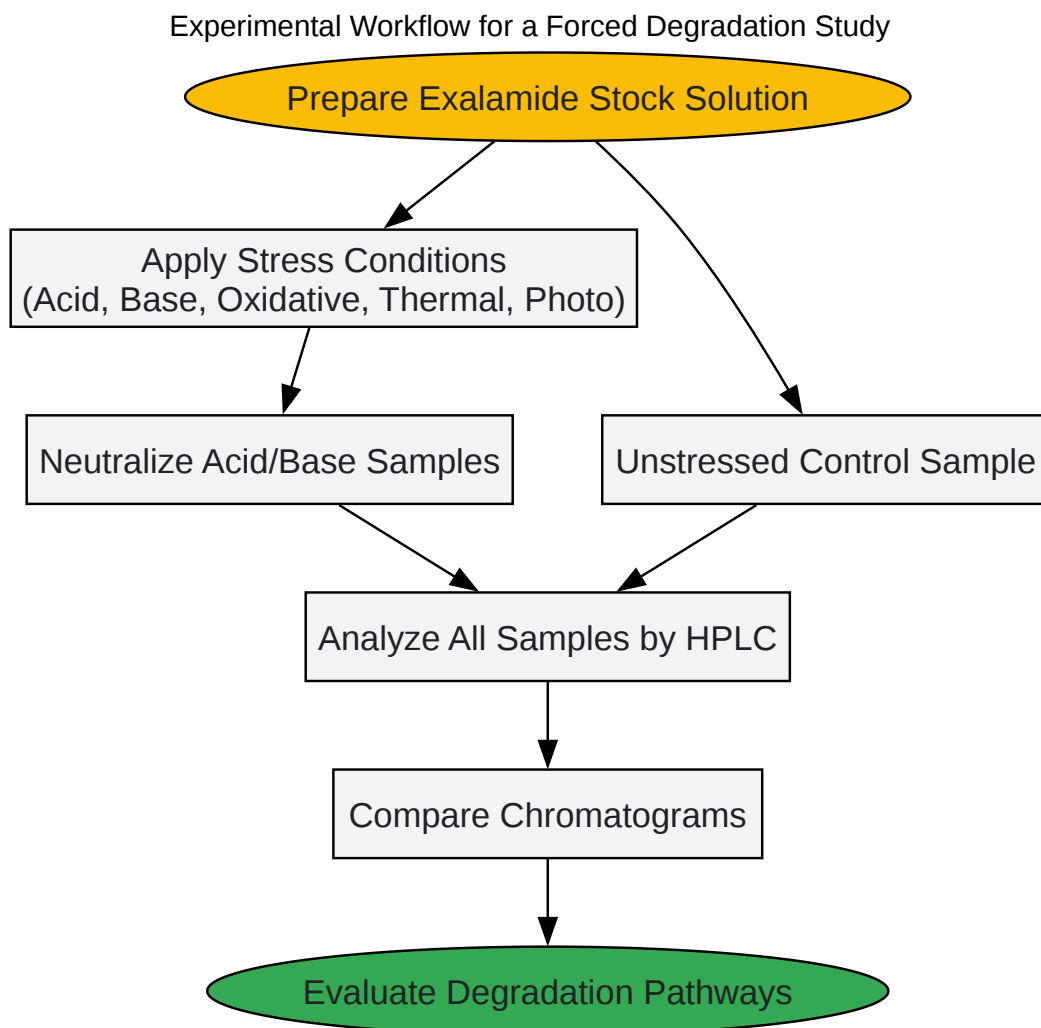 Experimental Workflow for a Forced Degradation Study
Prepare Exalamide Stock Solution
Apply Stress Conditions
(Acid, Base, Oxidative, Thermal, Photo)
Neutralize Acid/Base Samples
Unstressed Control Sample
Analyze All Samples by HPLC
Compare Chromatograms
Evaluate Degradation Pathways